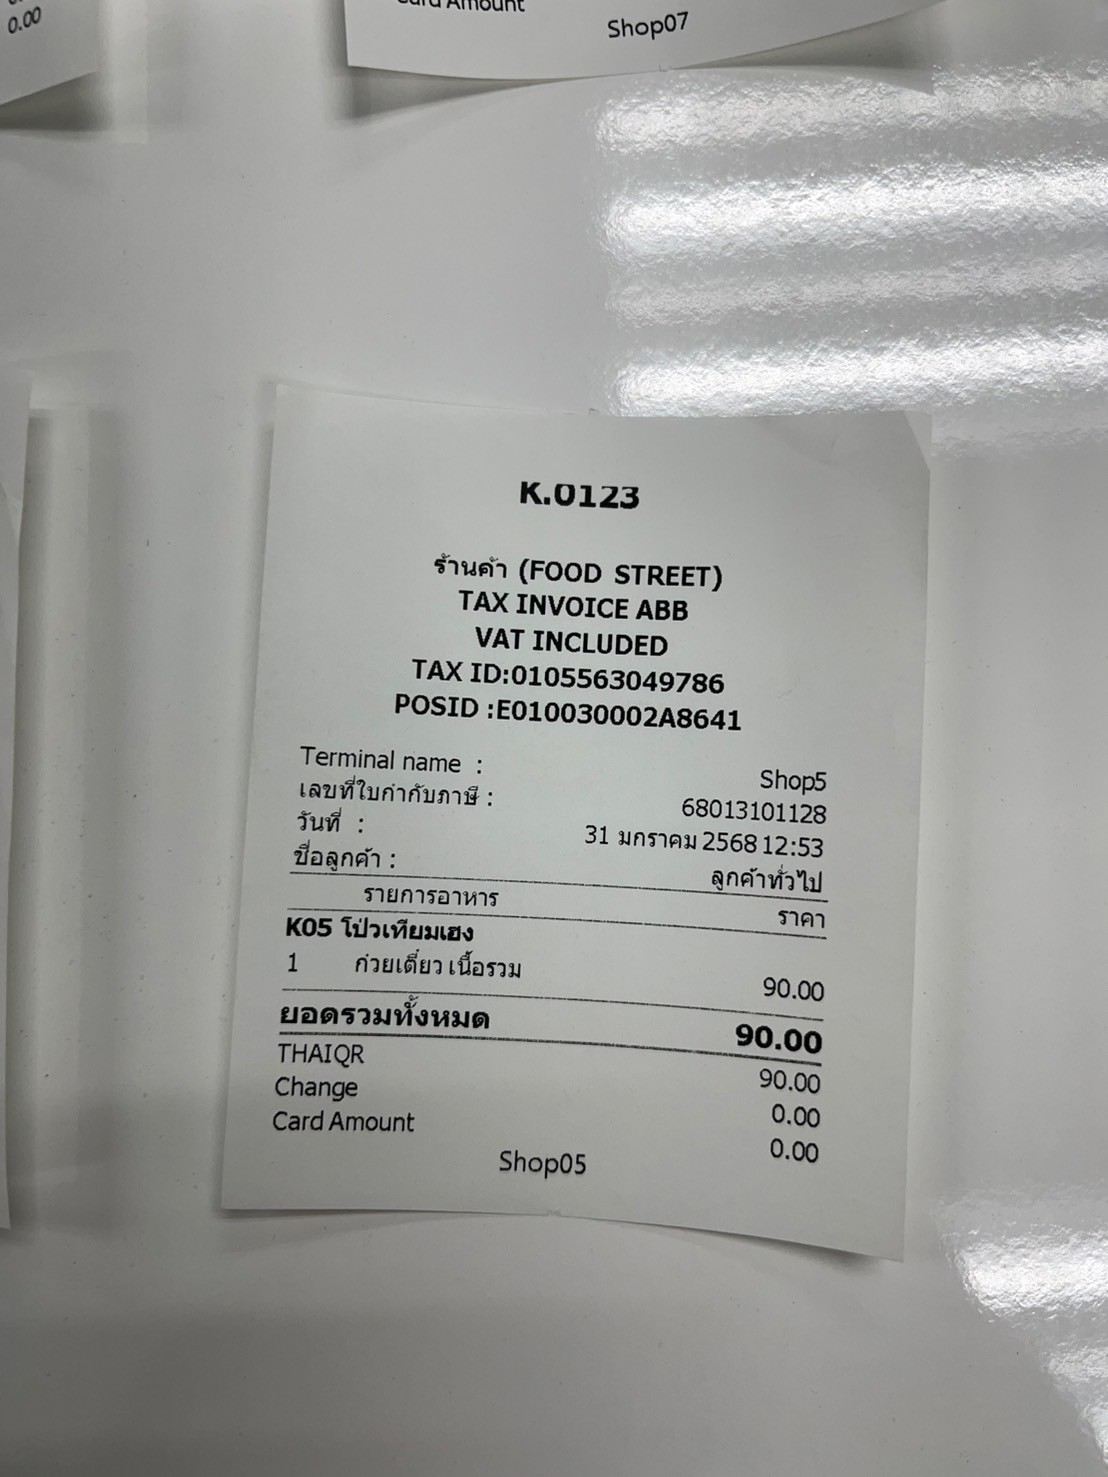 0.00
Card Amount
Shop07
K.0123
ร้านค้า (FOOD STREET)
TAX INVOICE ABB
VAT INCLUDED
TAX ID:0105563049786
POSID :E010030002A8641
Terminal name : Shop5
เลขที่ใบกำกับภาษี : 68013101128
วันที่ : 31 มกราคม 2568 12:53
ชื่อลูกค้า : ลูกค้าทั่วไป
รายการอาหาร ราคา
K05 โป่วเทียมเฮง
1 ก๋วยเตี๋ยว เนื้อรวม 90.00
ยอดรวมทั้งหมด 90.00
THAIQR 90.00
Change 0.00
Card Amount 0.00
Shop05